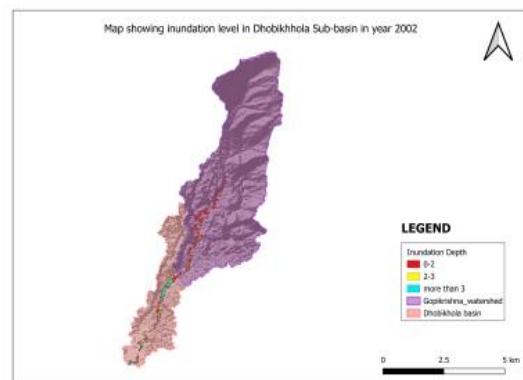 Map showing inundation level in Dhobikhhola Sub-basin in year 2002
LEGEND
Inundation Depth
0-2
2-3
more than 3
Gopikrishna_watershed
Dhobikhola basin
0 2.5 5 km